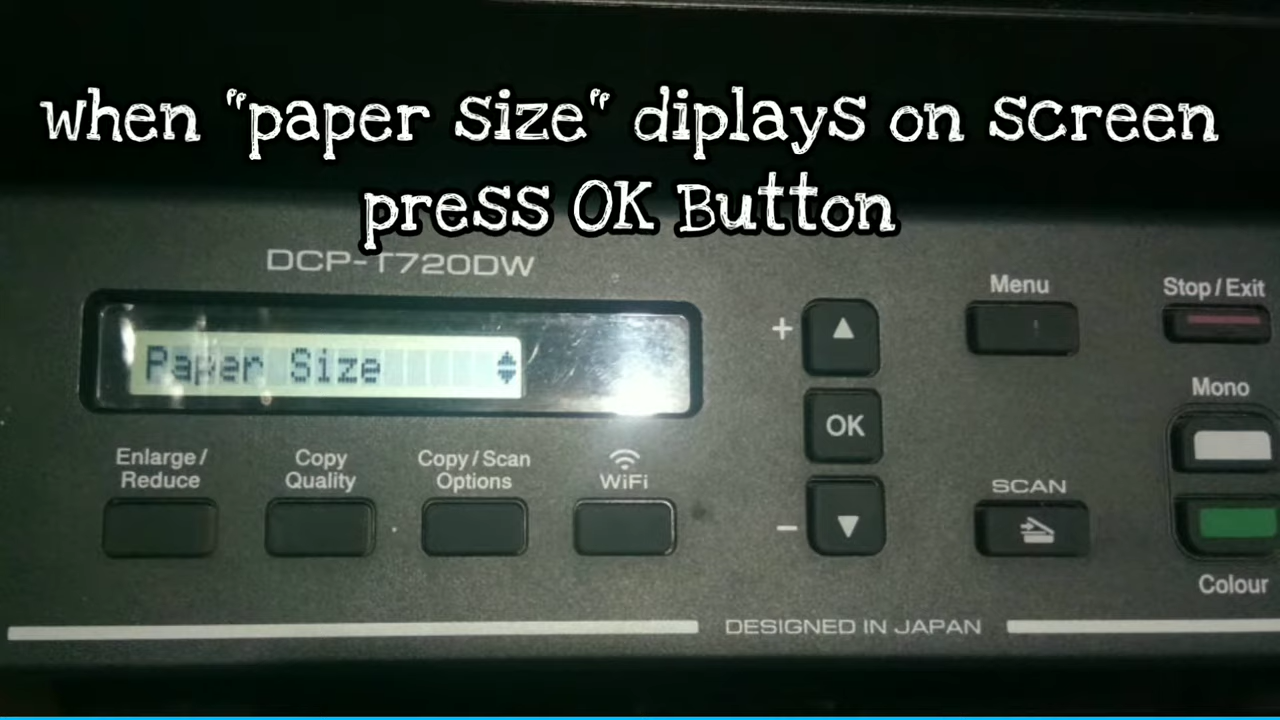 when "paper size" diplays on screen
press OK Button
DCP-T720DW
Paper Size
Menu
Stop / Exit
+
OK
Mono
Enlarge /
Reduce
Copy
Quality
Copy / Scan
Options
WiFi
−
SCAN
Colour
DESIGNED IN JAPAN